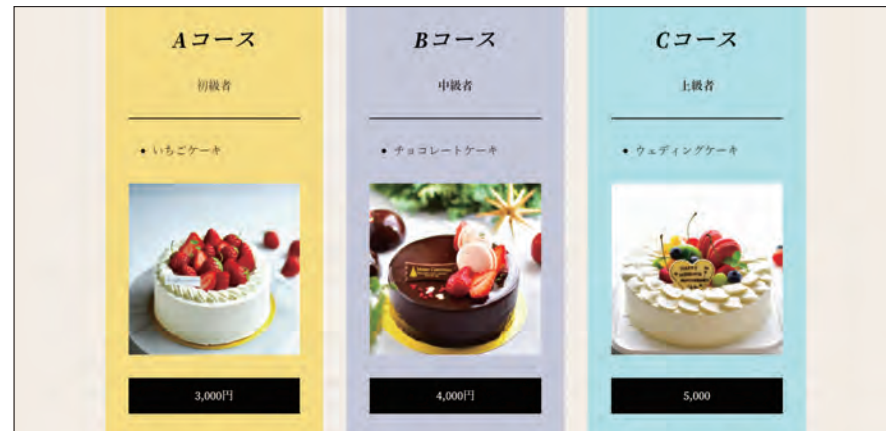 Aコース
初級者
• いちごケーキ
3,000円
Bコース
中級者
• チョコレートケーキ
4,000円
Cコース
上級者
• ウェディングケーキ
5,000